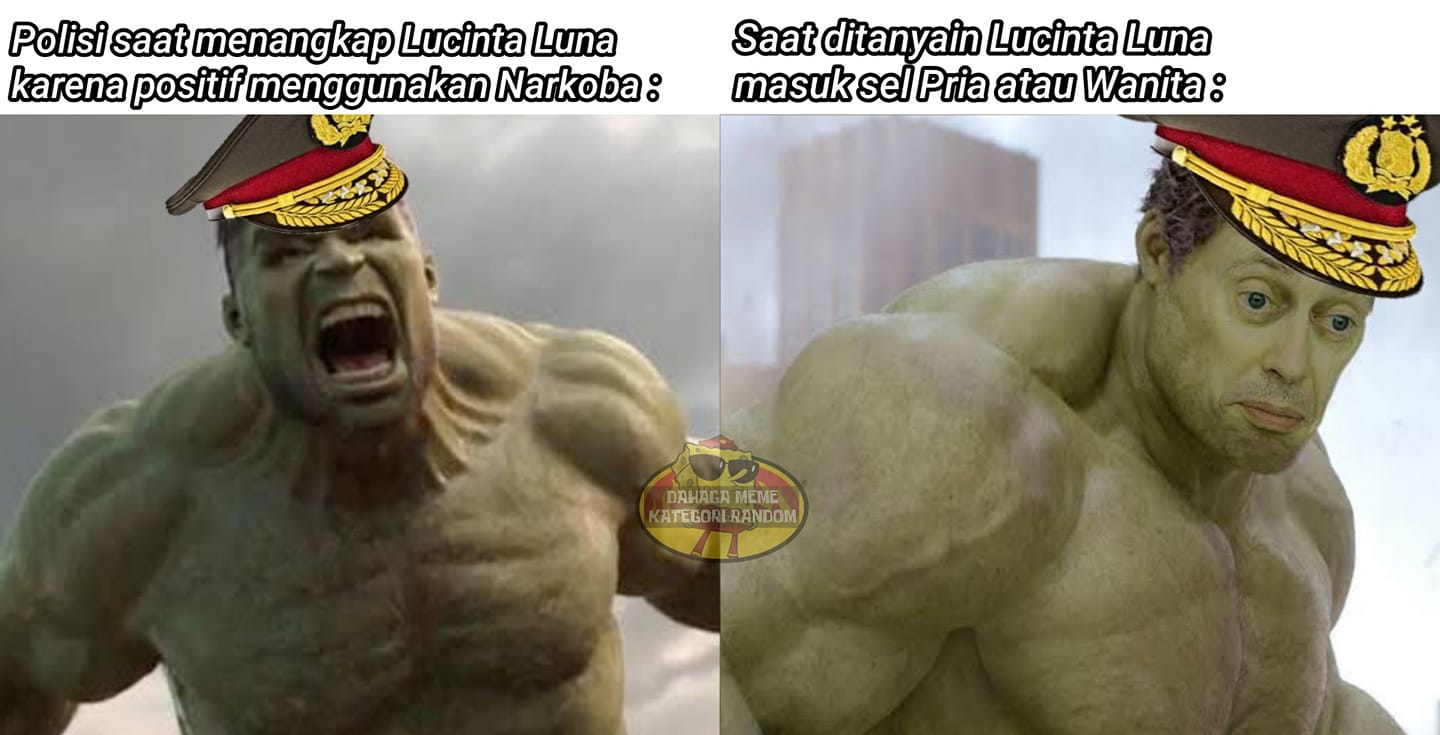 Polisi saat menangkap Lucinta Luna
karena positif menggunakan Narkoba :
Saat ditanyain Lucinta Luna
masuk sel Pria atau Wanita :
DAHAGA MEME
KATEGORI RANDOM